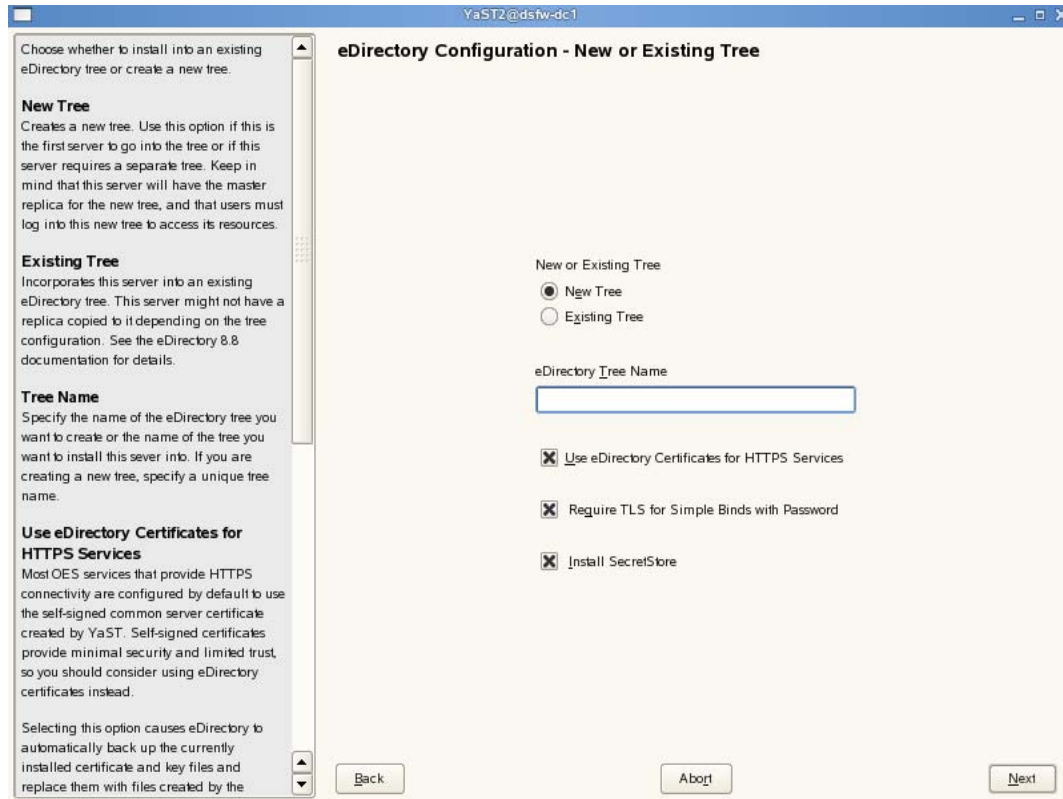 YaST2@dsfw-dc1
Choose whether to install into an existing
eDirectory tree or create a new tree.
New Tree
Creates a new tree. Use this option if this is
the first server to go into the tree or if this
server requires a separate tree. Keep in
mind that this server will have the master
replica for the new tree, and that users must
log into this new tree to access its resources.
Existing Tree
Incorporates this server into an existing
eDirectory tree. This server might not have a
replica copied to it depending on the tree
configuration. See the eDirectory 8.8
documentation for details.
Tree Name
Specify the name of the eDirectory tree you
want to create or the name of the tree you
want to install this sever into. If you are
creating a new tree, specify a unique tree
name.
Use eDirectory Certificates for
HTTPS Services
Most OES services that provide HTTPS
connectivity are configured by default to use
the self-signed common server certificate
created by YaST. Self-signed certificates
provide minimal security and limited trust,
so you should consider using eDirectory
certificates instead.
Selecting this option causes eDirectory to
automatically back up the currently
installed certificate and key files and
replace them with files created by the
eDirectory Configuration - New or Existing Tree
New or Existing Tree
New Tree
Existing Tree
eDirectory Tree Name
Use eDirectory Certificates for HTTPS Services
Require TLS for Simple Binds with Password
Install SecretStore
Back
Abort
Next